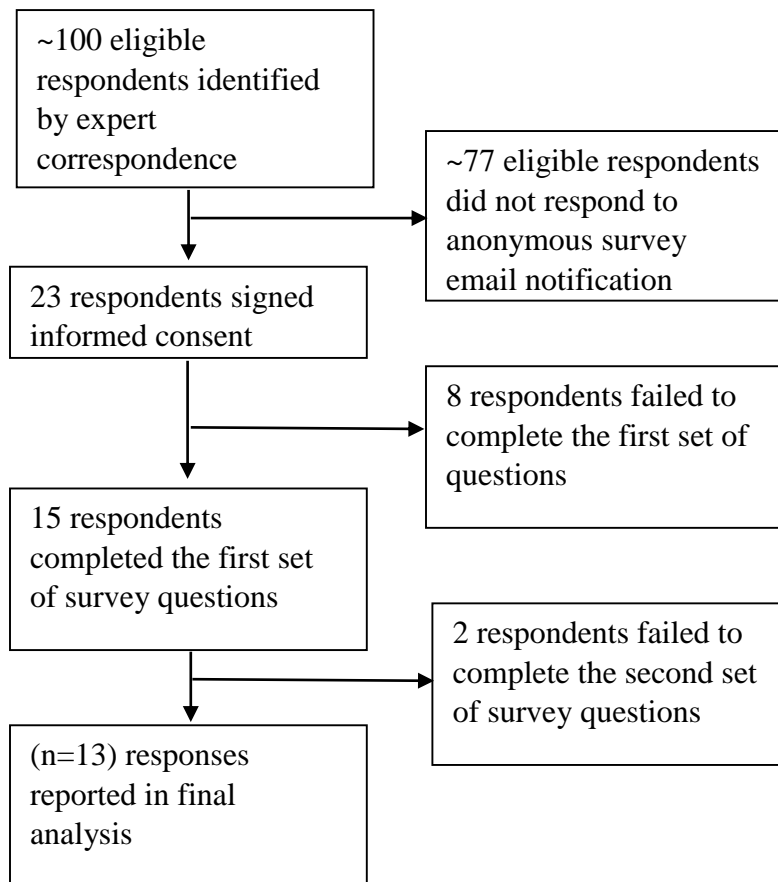 ~100 eligible
respondents identified
by expert
correspondence
~77 eligible respondents
did not respond to
anonymous survey
email notification
23 respondents signed
informed consent
8 respondents failed to
complete the first set of
questions
15 respondents
completed the first set
of survey questions
2 respondents failed to
complete the second set
of survey questions
(n=13) responses
reported in final
analysis